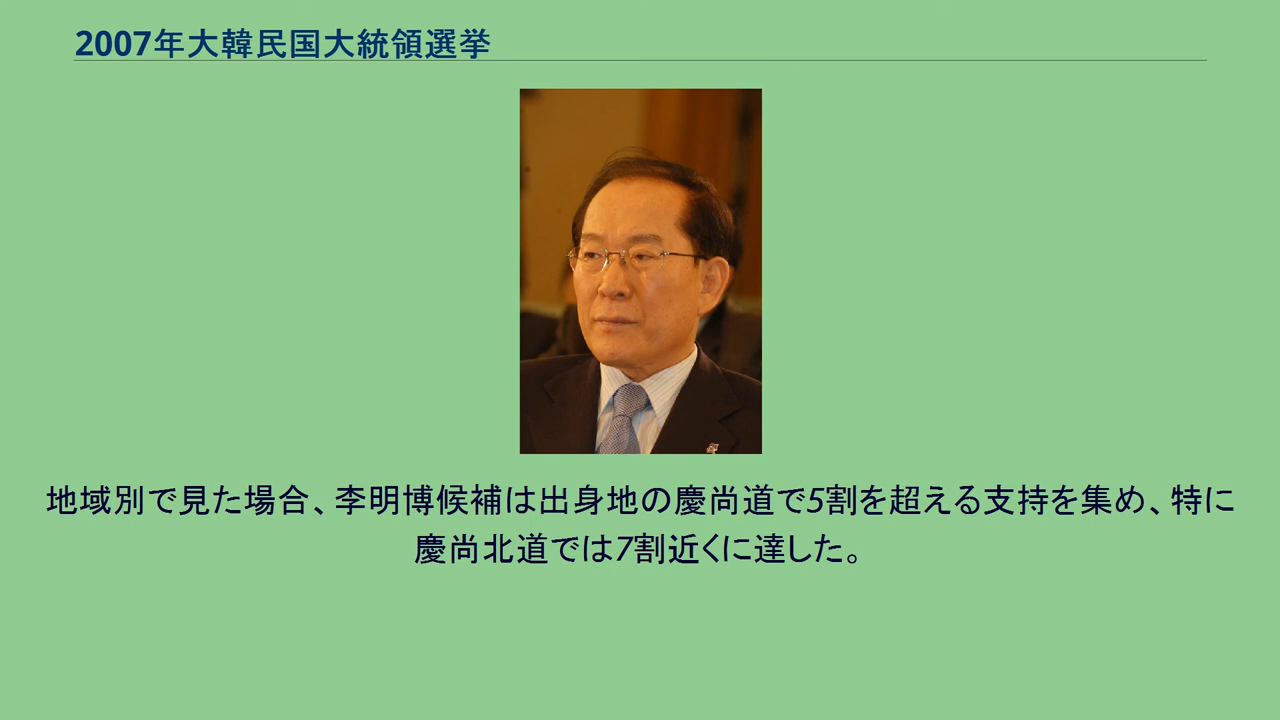 2007年大韓民国大統領選挙
地域別で見た場合、李明博候補は出身地の慶尚道で5割を超える支持を集め、特に
慶尚北道では7割近くに達した。